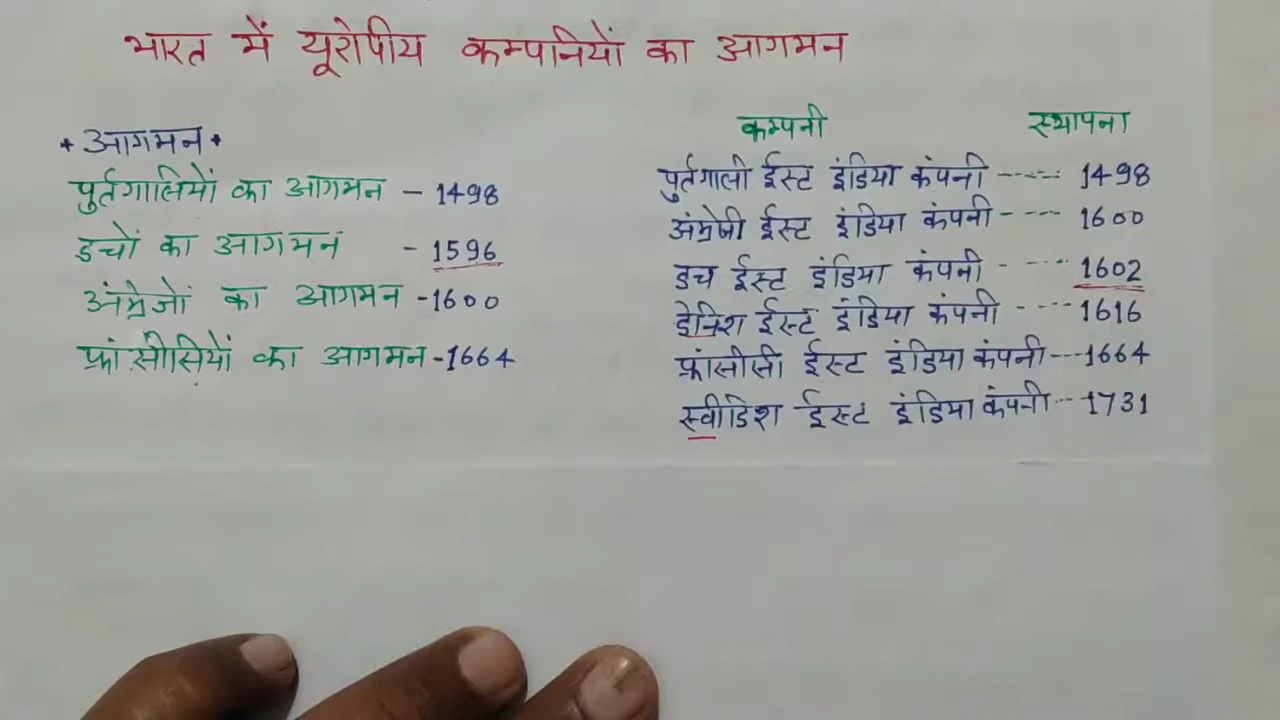 भारत में यूरोपीय कम्पनियों का आगमन
* आगमन *
पुर्तगालियों का आगमन - 1498
डचों का आगमन - 1596
अंग्रेजों का आगमन - 1600
फ्रांसीसियों का आगमन - 1664
कम्पनी स्थापना
पुर्तगाली ईस्ट इंडिया कंपनी ----- 1498
अंग्रेजी ईस्ट इंडिया कंपनी - --- 1600
डच ईस्ट इंडिया कंपनी - ---- 1602
डेनिश ईस्ट इंडिया कंपनी - ---- 1616
फ्रांसीसी ईस्ट इंडिया कंपनी --- 1664
स्वीडिश ईस्ट इंडिया कंपनी --- 1731